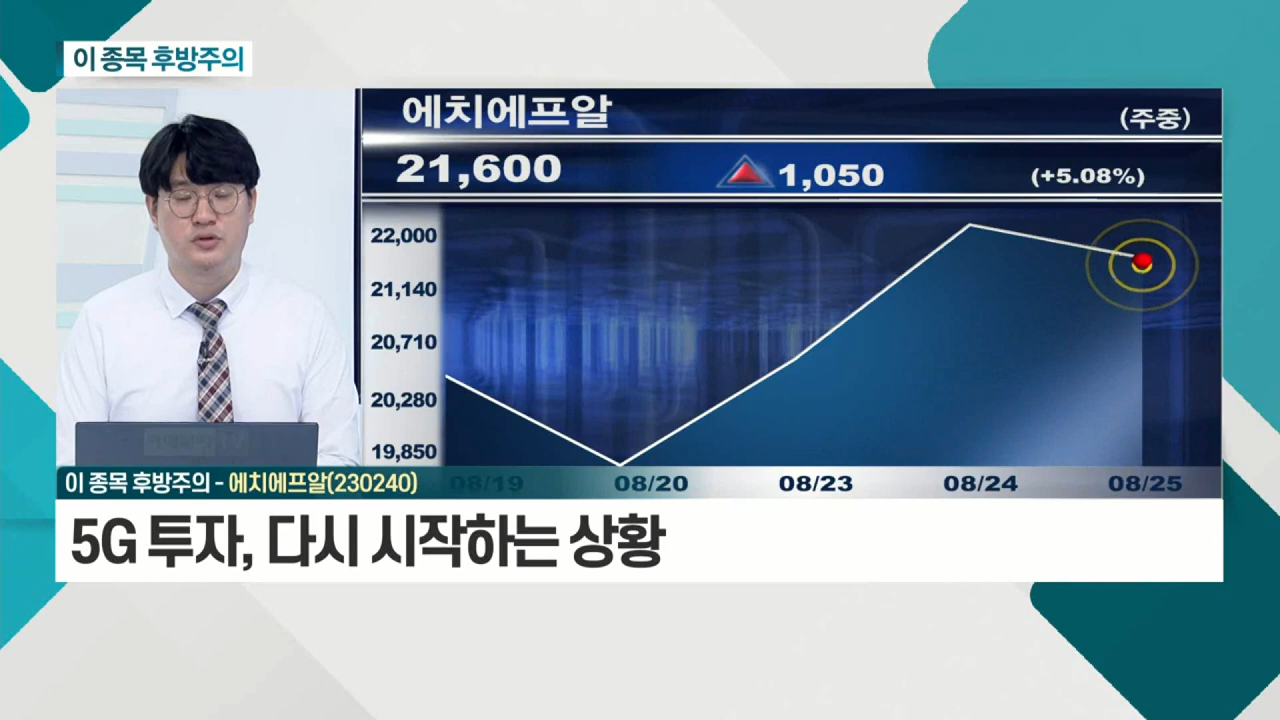 이 종목 후방주의
에치에프알
(주중)
21,600
1,050
(+5.08%)
22,000
21,140
20,710
20,280
19,850
08/19
08/20
08/23
08/24
08/25
이 종목 후방주의 - 에치에프알(230240)
5G 투자, 다시 시작하는 상황